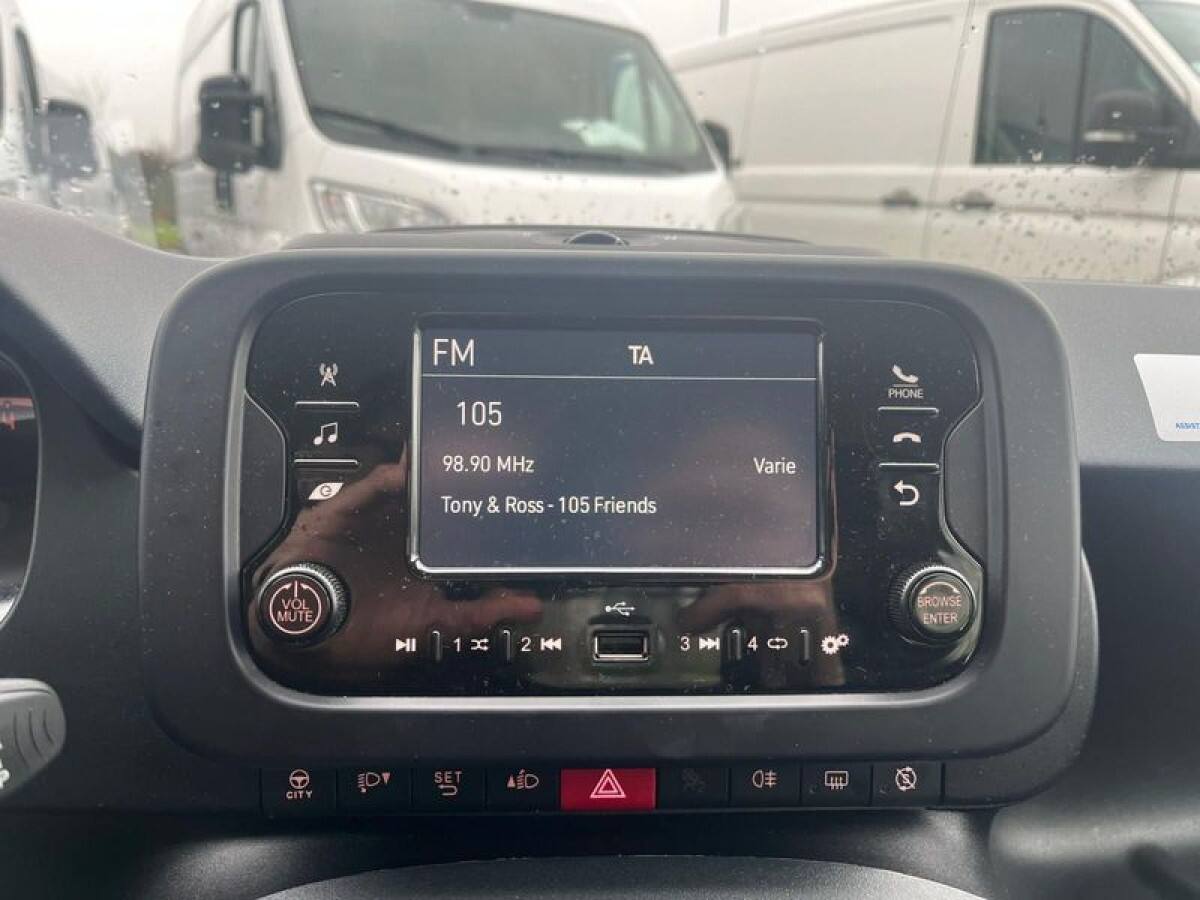 FM TA
105
98.90 MHz Varie
Tony & Ross - 105 Friends
PHONE
VOL
MUTE
BROWSE
ENTER
1 2 3 4
CITY
SET